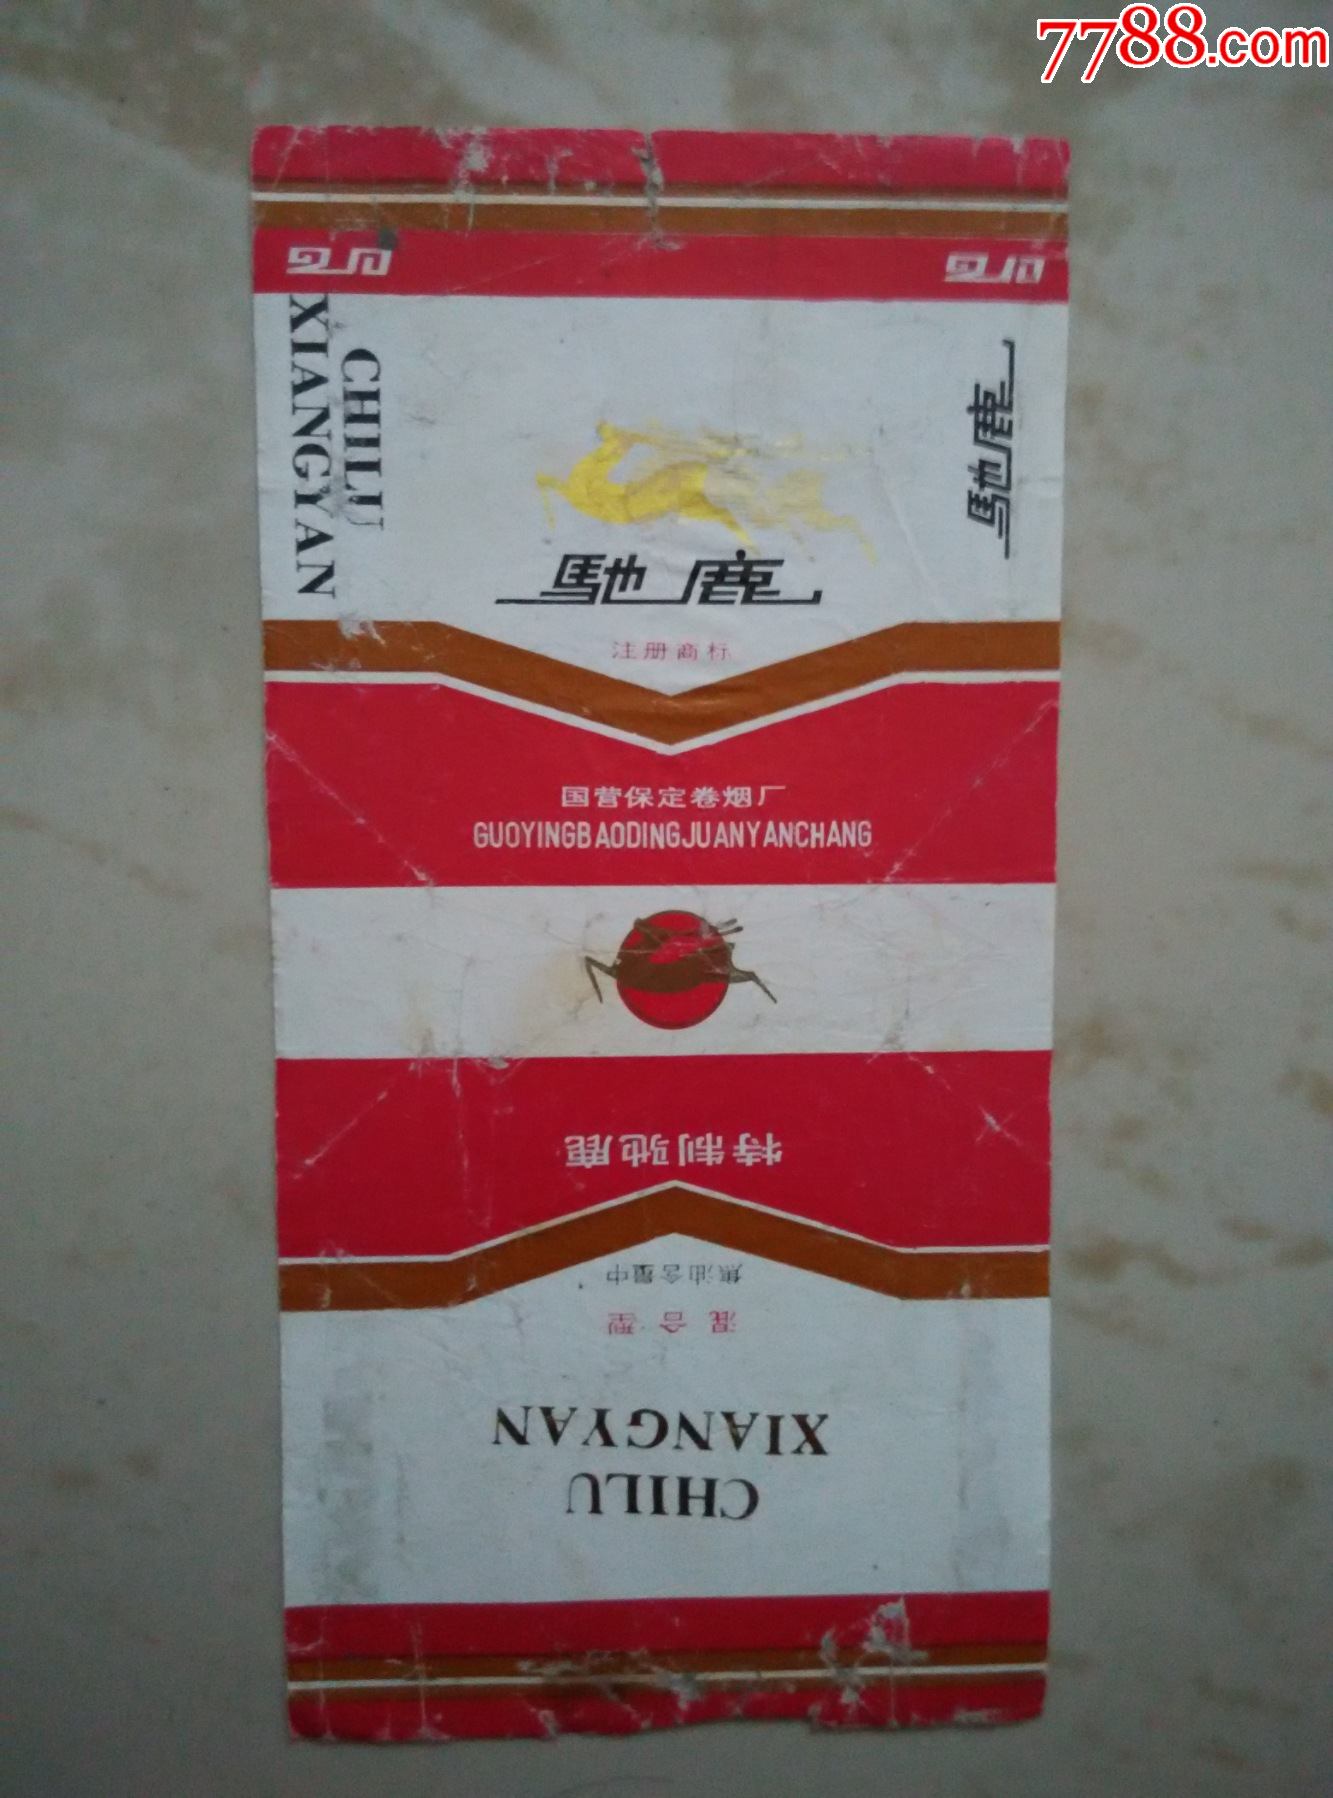 7788.com
CHILU
XIANGYAN
馳鹿
馳鹿
注册商标
国营保定卷烟厂
GUOYINGBAODINGJUANYANCHANG
特制驰鹿
焦油含量中
混合型
CHILU
XIANGYAN